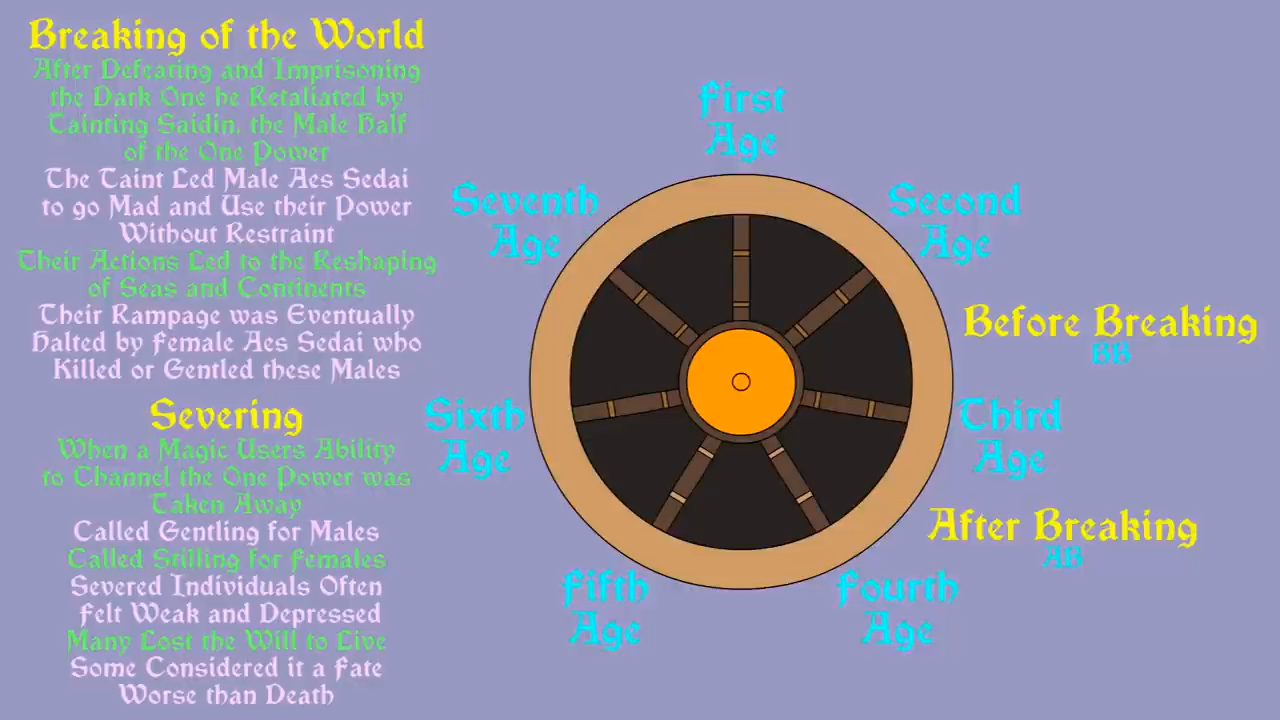 Breaking of the World
After Defeating and Imprisoning
the Dark One he Retaliated by
Tainting Saidin, the Male Half
of the One Power
The Taint Led Male Aes Sedai
to go Mad and Use their Power
Without Restraint
Their Actions Led to the Reshaping
of Seas and Continents
Their Rampage was Eventually
Halted by Female Aes Sedai who
Killed or Gentled these Males
Severing
When a Magic Users Ability
to Channel the One Power was
Taken Away
Called Gentling for Males
Called Stilling for Females
Severed Individuals Often
Felt Weak and Depressed
Many Lost the Will to Live
Some Considered it a Fate
Worse than Death
First
Age
Second
Age
Before Breaking
BB
Third
Age
After Breaking
AB
Fourth
Age
Fifth
Age
Sixth
Age
Seventh
Age